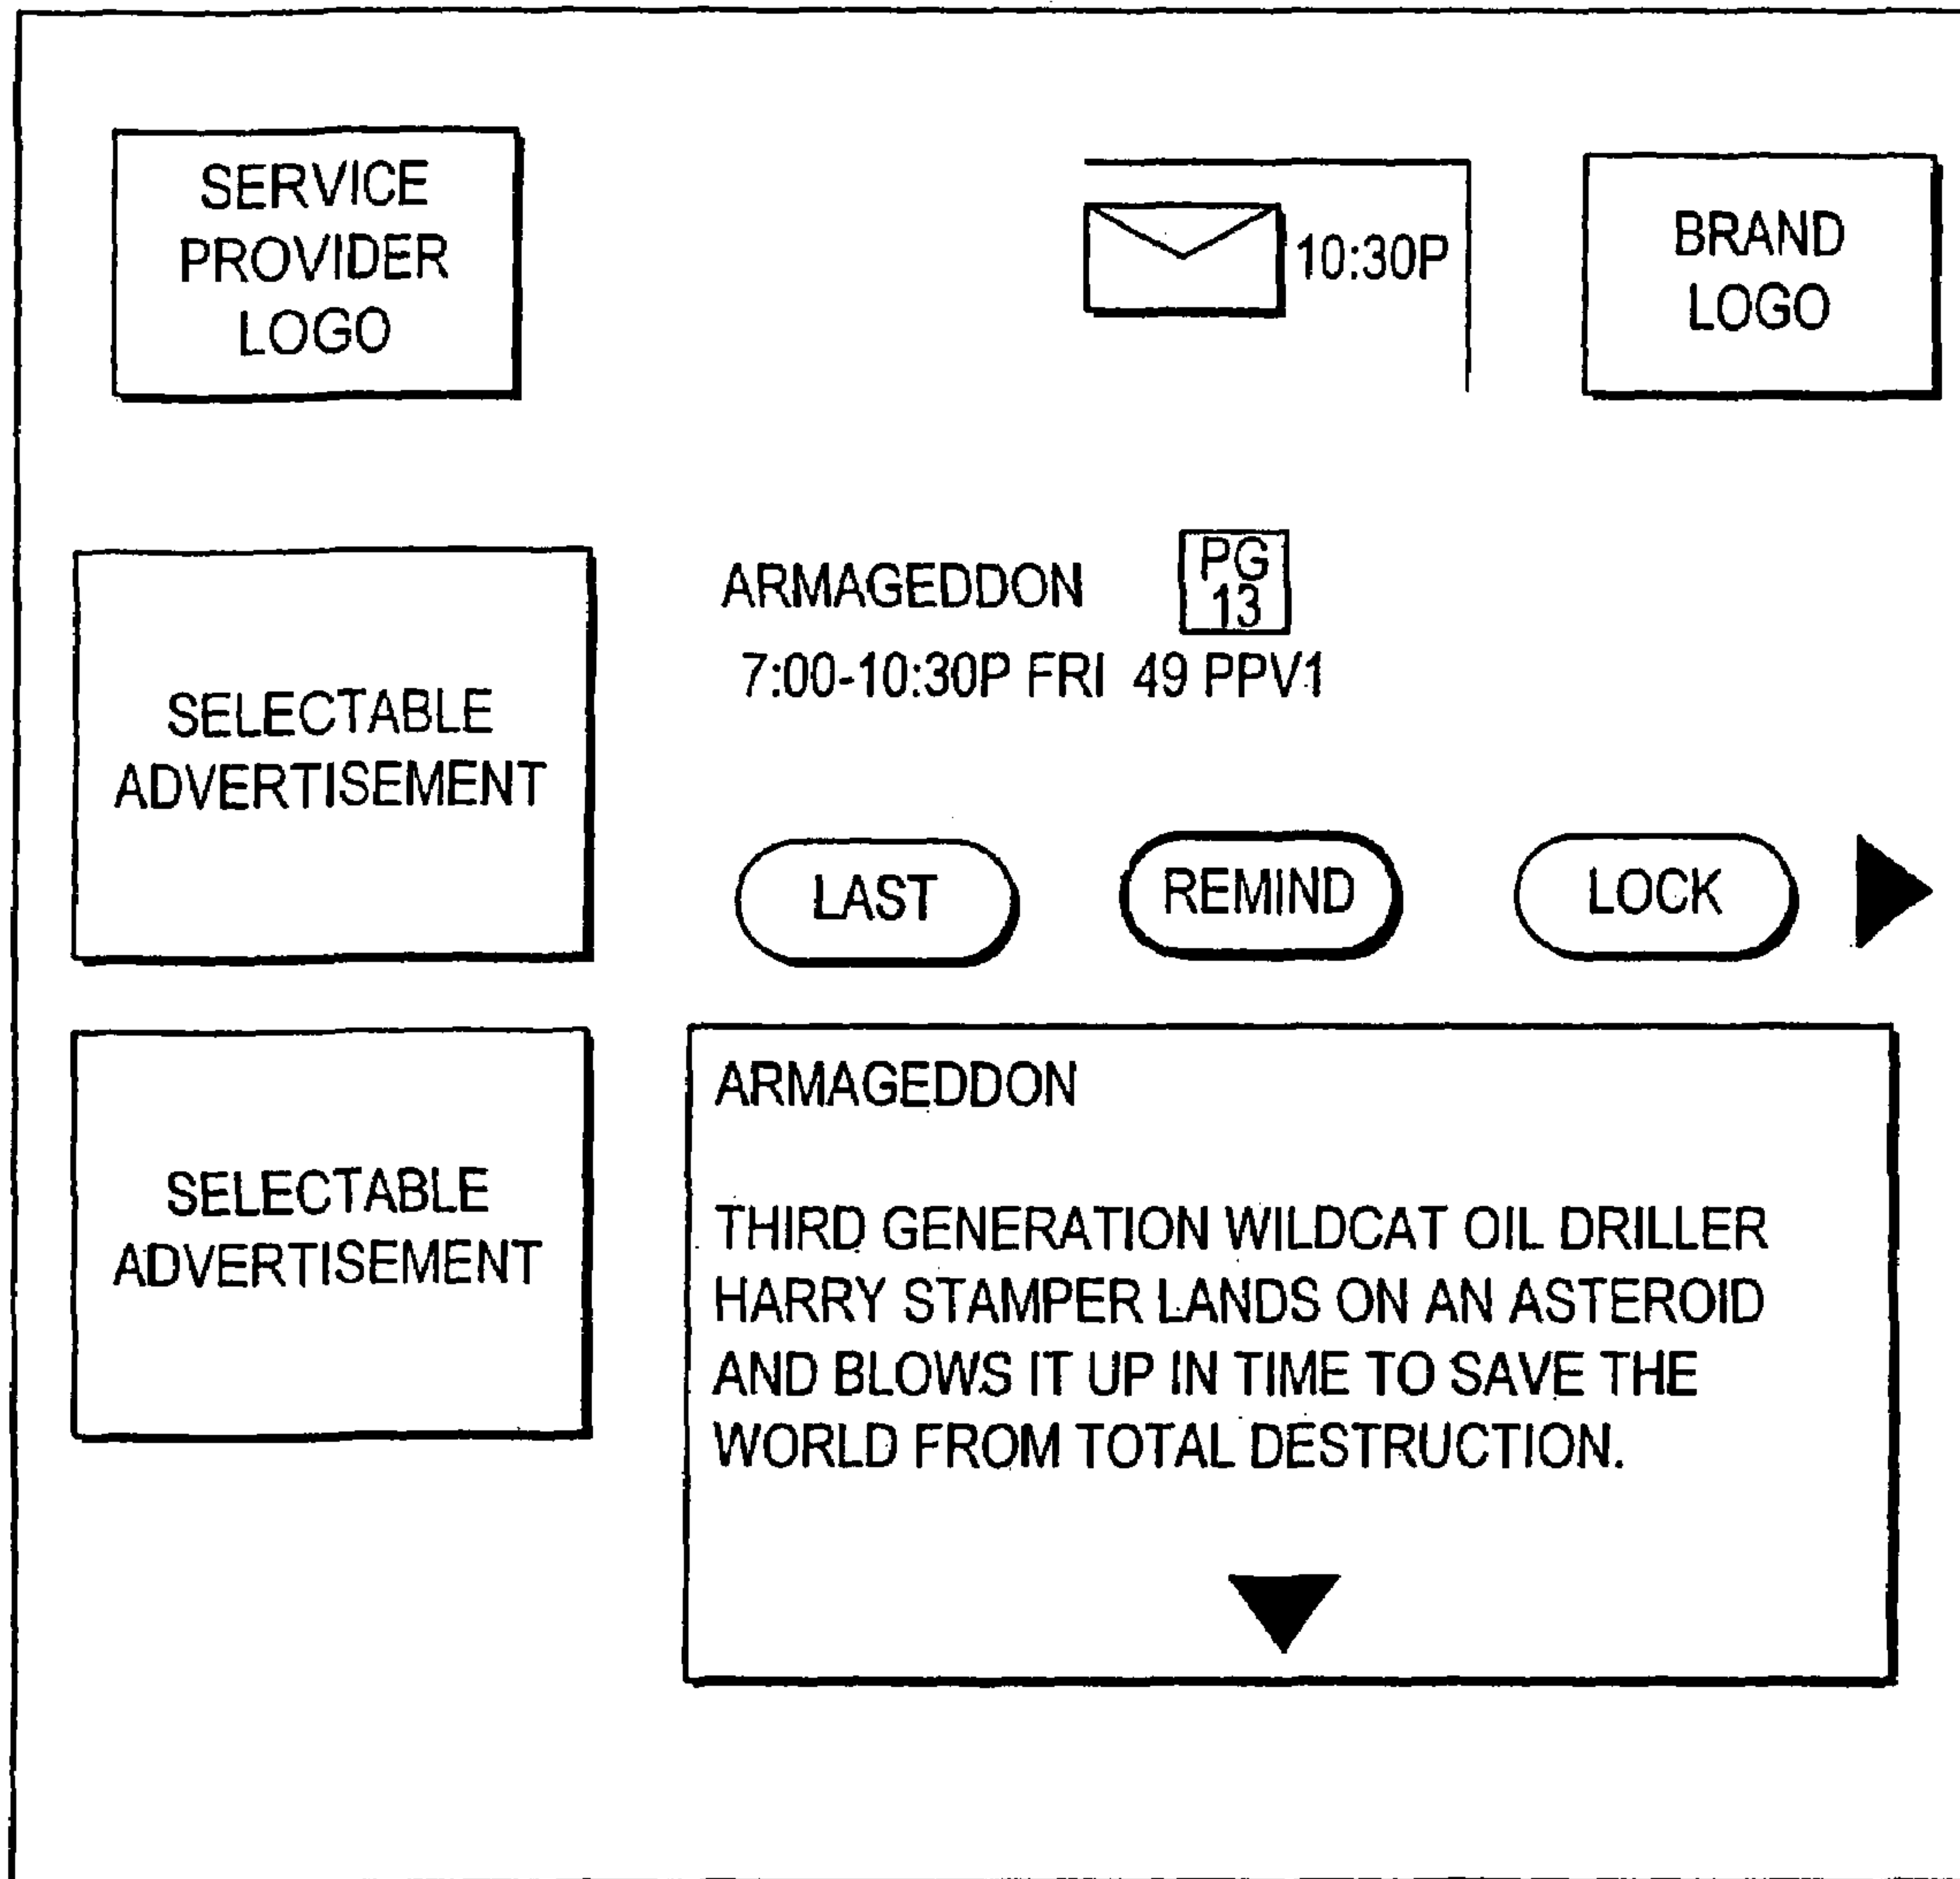 SERVICE
PROVIDER
LOGO
10:30P
BRAND
LOGO
ARMAGEDDON
PG
13
7:00-10:30P FRI 49 PPV1
SELECTABLE
ADVERTISEMENT
LAST
REMIND
LOCK
SELECTABLE
ADVERTISEMENT
ARMAGEDDON
THIRD GENERATION WILDCAT OIL DRILLER
HARRY STAMPER LANDS ON AN ASTEROID
AND BLOWS IT UP IN TIME TO SAVE THE
WORLD FROM TOTAL DESTRUCTION.